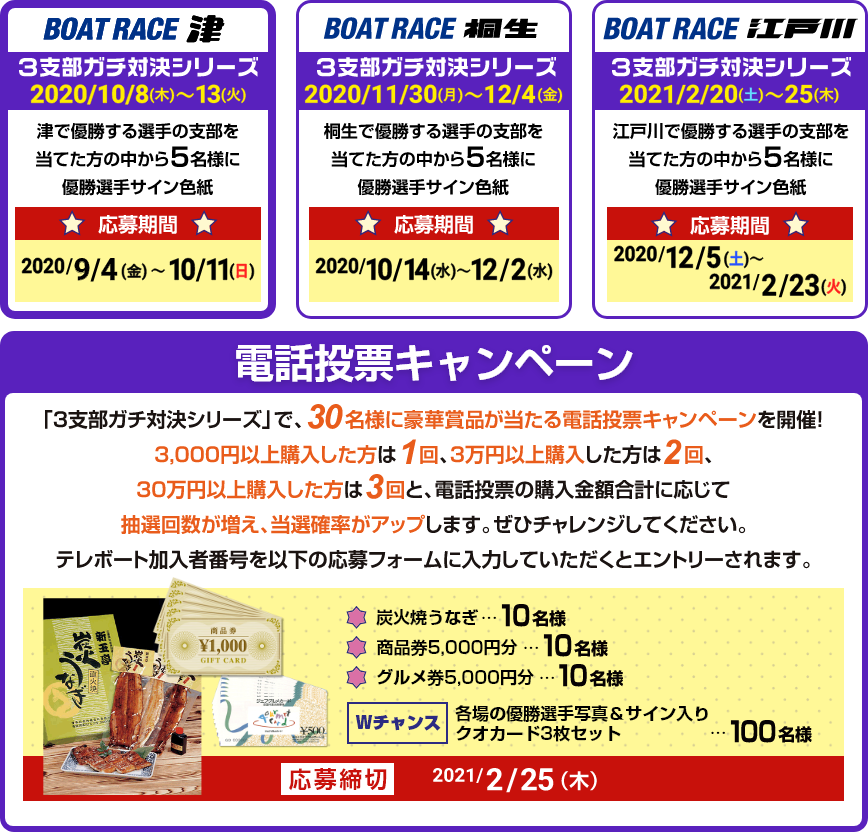 BOAT RACE 津
3支部ガチ対決シリーズ
2020/10/8(木)～13(火)
津で優勝する選手の支部を
当てた方の中から5名様に
優勝選手サイン色紙
応募期間
2020/9/4(金)～10/11(日)
BOAT RACE 桐生
3支部ガチ対決シリーズ
2020/11/30(月)～12/4(金)
桐生で優勝する選手の支部を
当てた方の中から5名様に
優勝選手サイン色紙
応募期間
2020/10/14(水)～12/2(水)
BOAT RACE 江戸川
3支部ガチ対決シリーズ
2021/2/20(土)～25(木)
江戸川で優勝する選手の支部を
当てた方の中から5名様に
優勝選手サイン色紙
応募期間
2020/12/5(土)～
2021/2/23(火)
電話投票キャンペーン
「3支部ガチ対決シリーズ」で、30名様に豪華賞品が当たる電話投票キャンペーンを開催!
3,000円以上購入した方は1回、3万円以上購入した方は2回、
30万円以上購入した方は3回と、電話投票の購入金額合計に応じて
抽選回数が増え、当選確率がアップします。ぜひチャレンジしてください。
テレボート加入者番号を以下の応募フォームに入力していただくとエントリーされます。
新玉亭
炭火
うなぎ
直火焼
商品券
¥1,000
GIFT CARD
ジェフグルメカード
¥500
炭火焼うなぎ…10名様
商品券5,000円分…10名様
グルメ券5,000円分…10名様
Wチャンス
各場の優勝選手写真＆サイン入り
クオカード3枚セット…100名様
応募締切 2021/2/25(木)